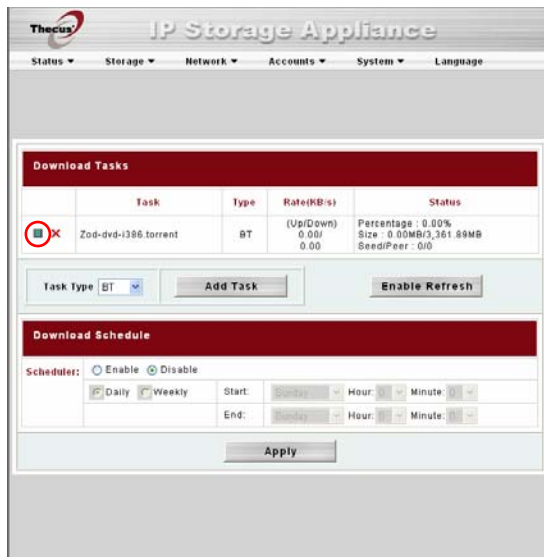 Thecus IP Storage Appliance
Status Storage Network Accounts System Language
Download Tasks
Task Type Rate(KB/s) Status
Zod-dvd-i386.torrent BT (Up/Down) 0.00/ 0.00 Percentage : 0.00%
Size : 0.00MB/3,361.89MB
Seed/Peer : 0/0
Task Type BT Add Task Enable Refresh
Download Schedule
Scheduler: Enable Disable
Daily Weekly Start: Sunday Hour: 0 Minute: 0
End: Sunday Hour: 0 Minute: 0
Apply